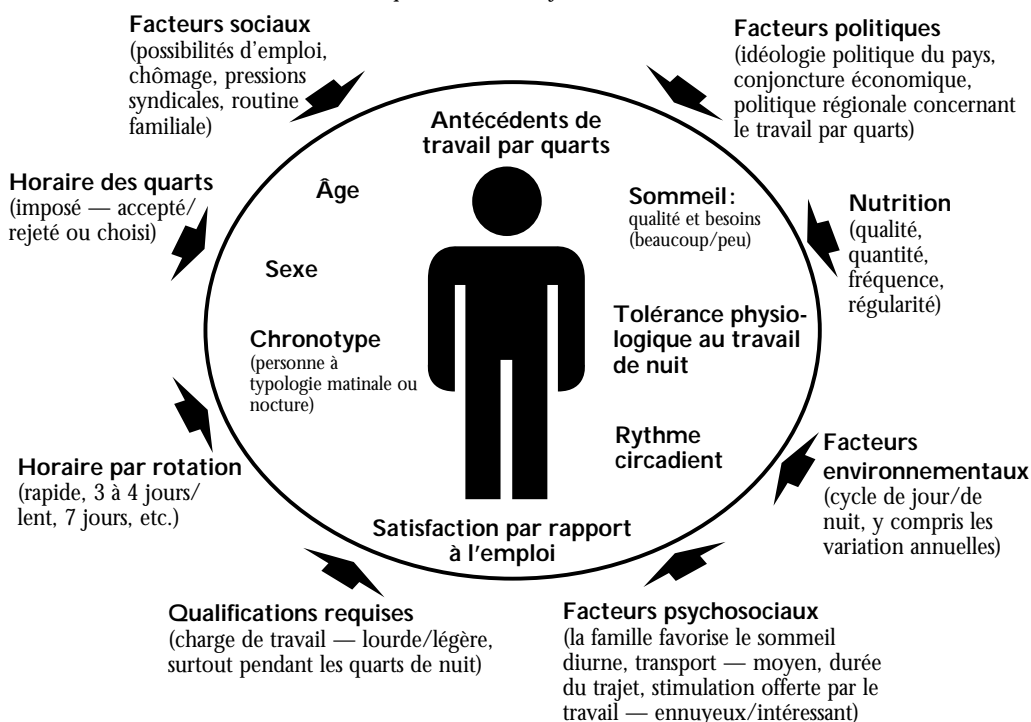 Facteurs sociaux
(possibilités d'emploi,
chômage, pressions
syndicales, routine
familiale)
Facteurs politiques
(idéologie politique du pays,
conjoncture économique,
politique régionale concernant
le travail par quarts)
Horaire des quarts
(imposé — accepté/
rejeté ou choisi)
Antécédents de
travail par quarts
Âge
Sommeil:
qualité et besoins
(beaucoup/peu)
Nutrition
(qualité,
quantité,
fréquence,
régularité)
Sexe
Chronotype
(personne à
typologie matinale ou
nocture)
Tolérance physio-
logique au travail
de nuit
Rythme
circadient
Satisfaction par rapport
à l'emploi
Horaire par rotation
(rapide, 3 à 4 jours/
lent, 7 jours, etc.)
Facteurs
environnementaux
(cycle de jour/de
nuit, y compris les
variation annuelles)
Qualifications requises
(charge de travail — lourde/légère,
surtout pendant les quarts de nuit)
Facteurs psychosociaux
(la famille favorise le sommeil
diurne, transport — moyen, durée
du trajet, stimulation offerte par le
travail — ennuyeux/intéressant)